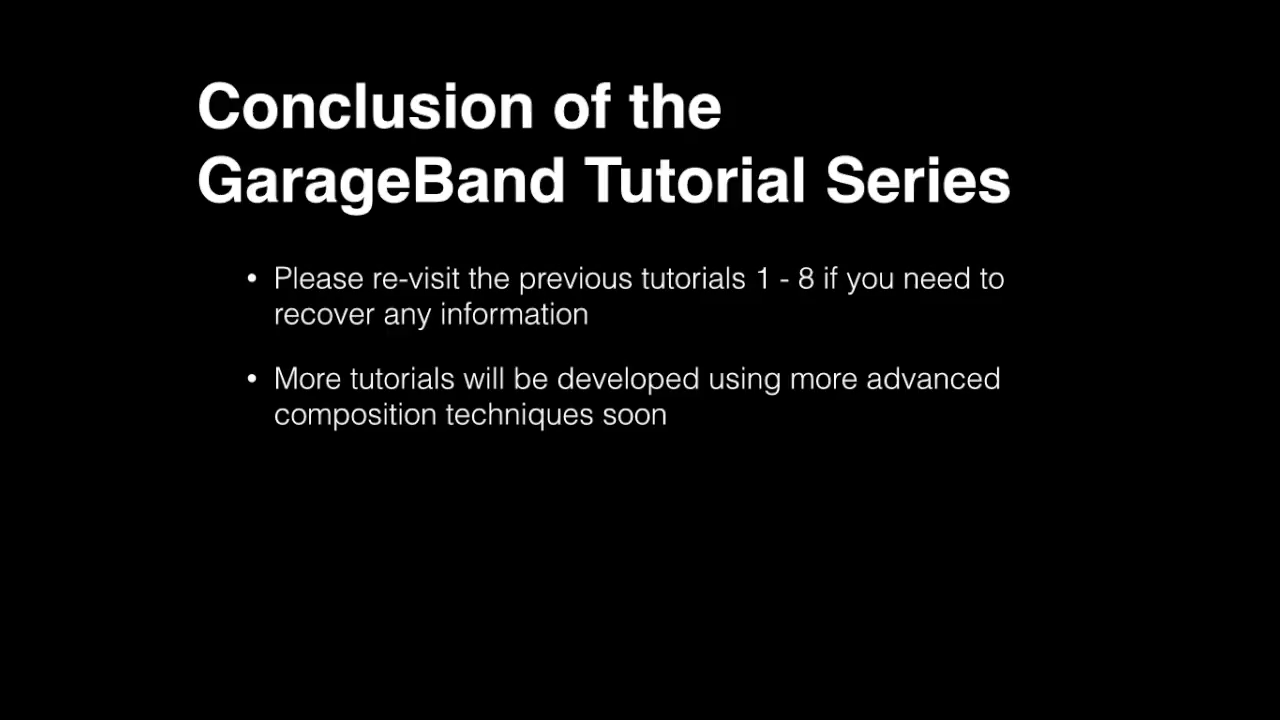 Conclusion of the
GarageBand Tutorial Series
• Please re-visit the previous tutorials 1 - 8 if you need to
recover any information
• More tutorials will be developed using more advanced
composition techniques soon